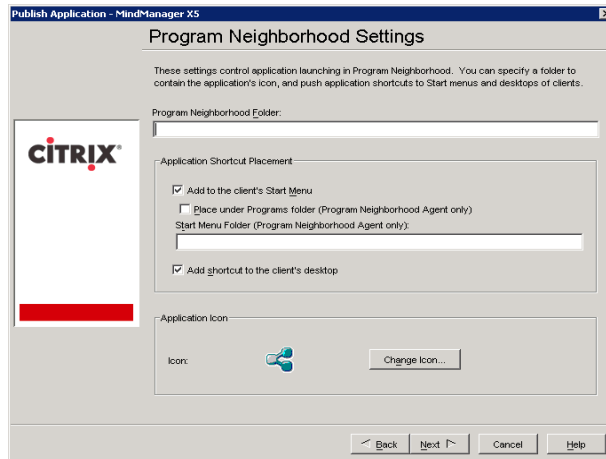 Publish Application - MindManager X5
Program Neighborhood Settings
These settings control application launching in Program Neighborhood. You can specify a folder to
contain the application's icon, and push application shortcuts to Start menus and desktops of clients.
Program Neighborhood Folder:
CITRIX®
Application Shortcut Placement
Add to the client's Start Menu
Place under Programs folder (Program Neighborhood Agent only)
Start Menu Folder (Program Neighborhood Agent only):
Add shortcut to the client's desktop
Application Icon
Icon:
Change Icon...
Back Next Cancel Help